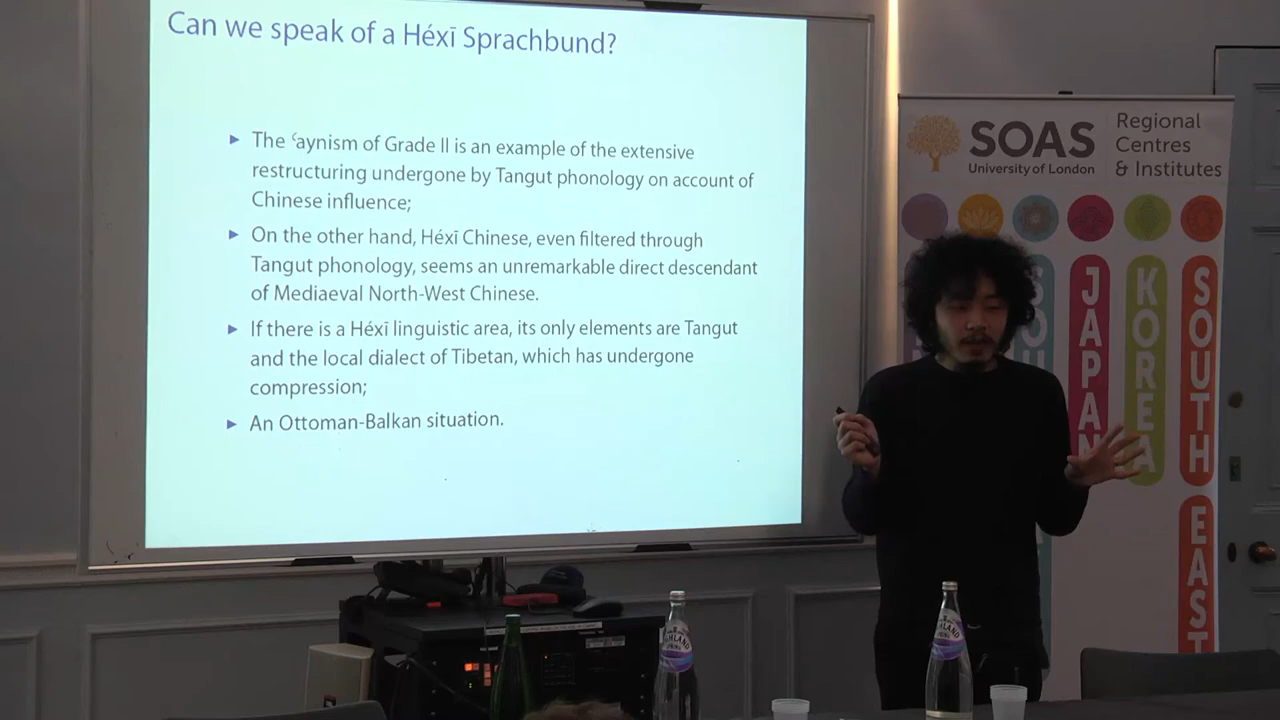 Can we speak of a Héxī Sprachbund?
▶ The ʿaynism of Grade II is an example of the extensive
restructuring undergone by Tangut phonology on account of
Chinese influence;
▶ On the other hand, Héxī Chinese, even filtered through
Tangut phonology, seems an unremarkable direct descendant
of Mediaeval North-West Chinese.
▶ If there is a Héxī linguistic area, its only elements are Tangut
and the local dialect of Tibetan, which has undergone
compression;
▶ An Ottoman-Balkan situation.
SOAS
University of London
Regional
Centres
& Institutes
JAPAN
KOREA
SOUTH
EAST